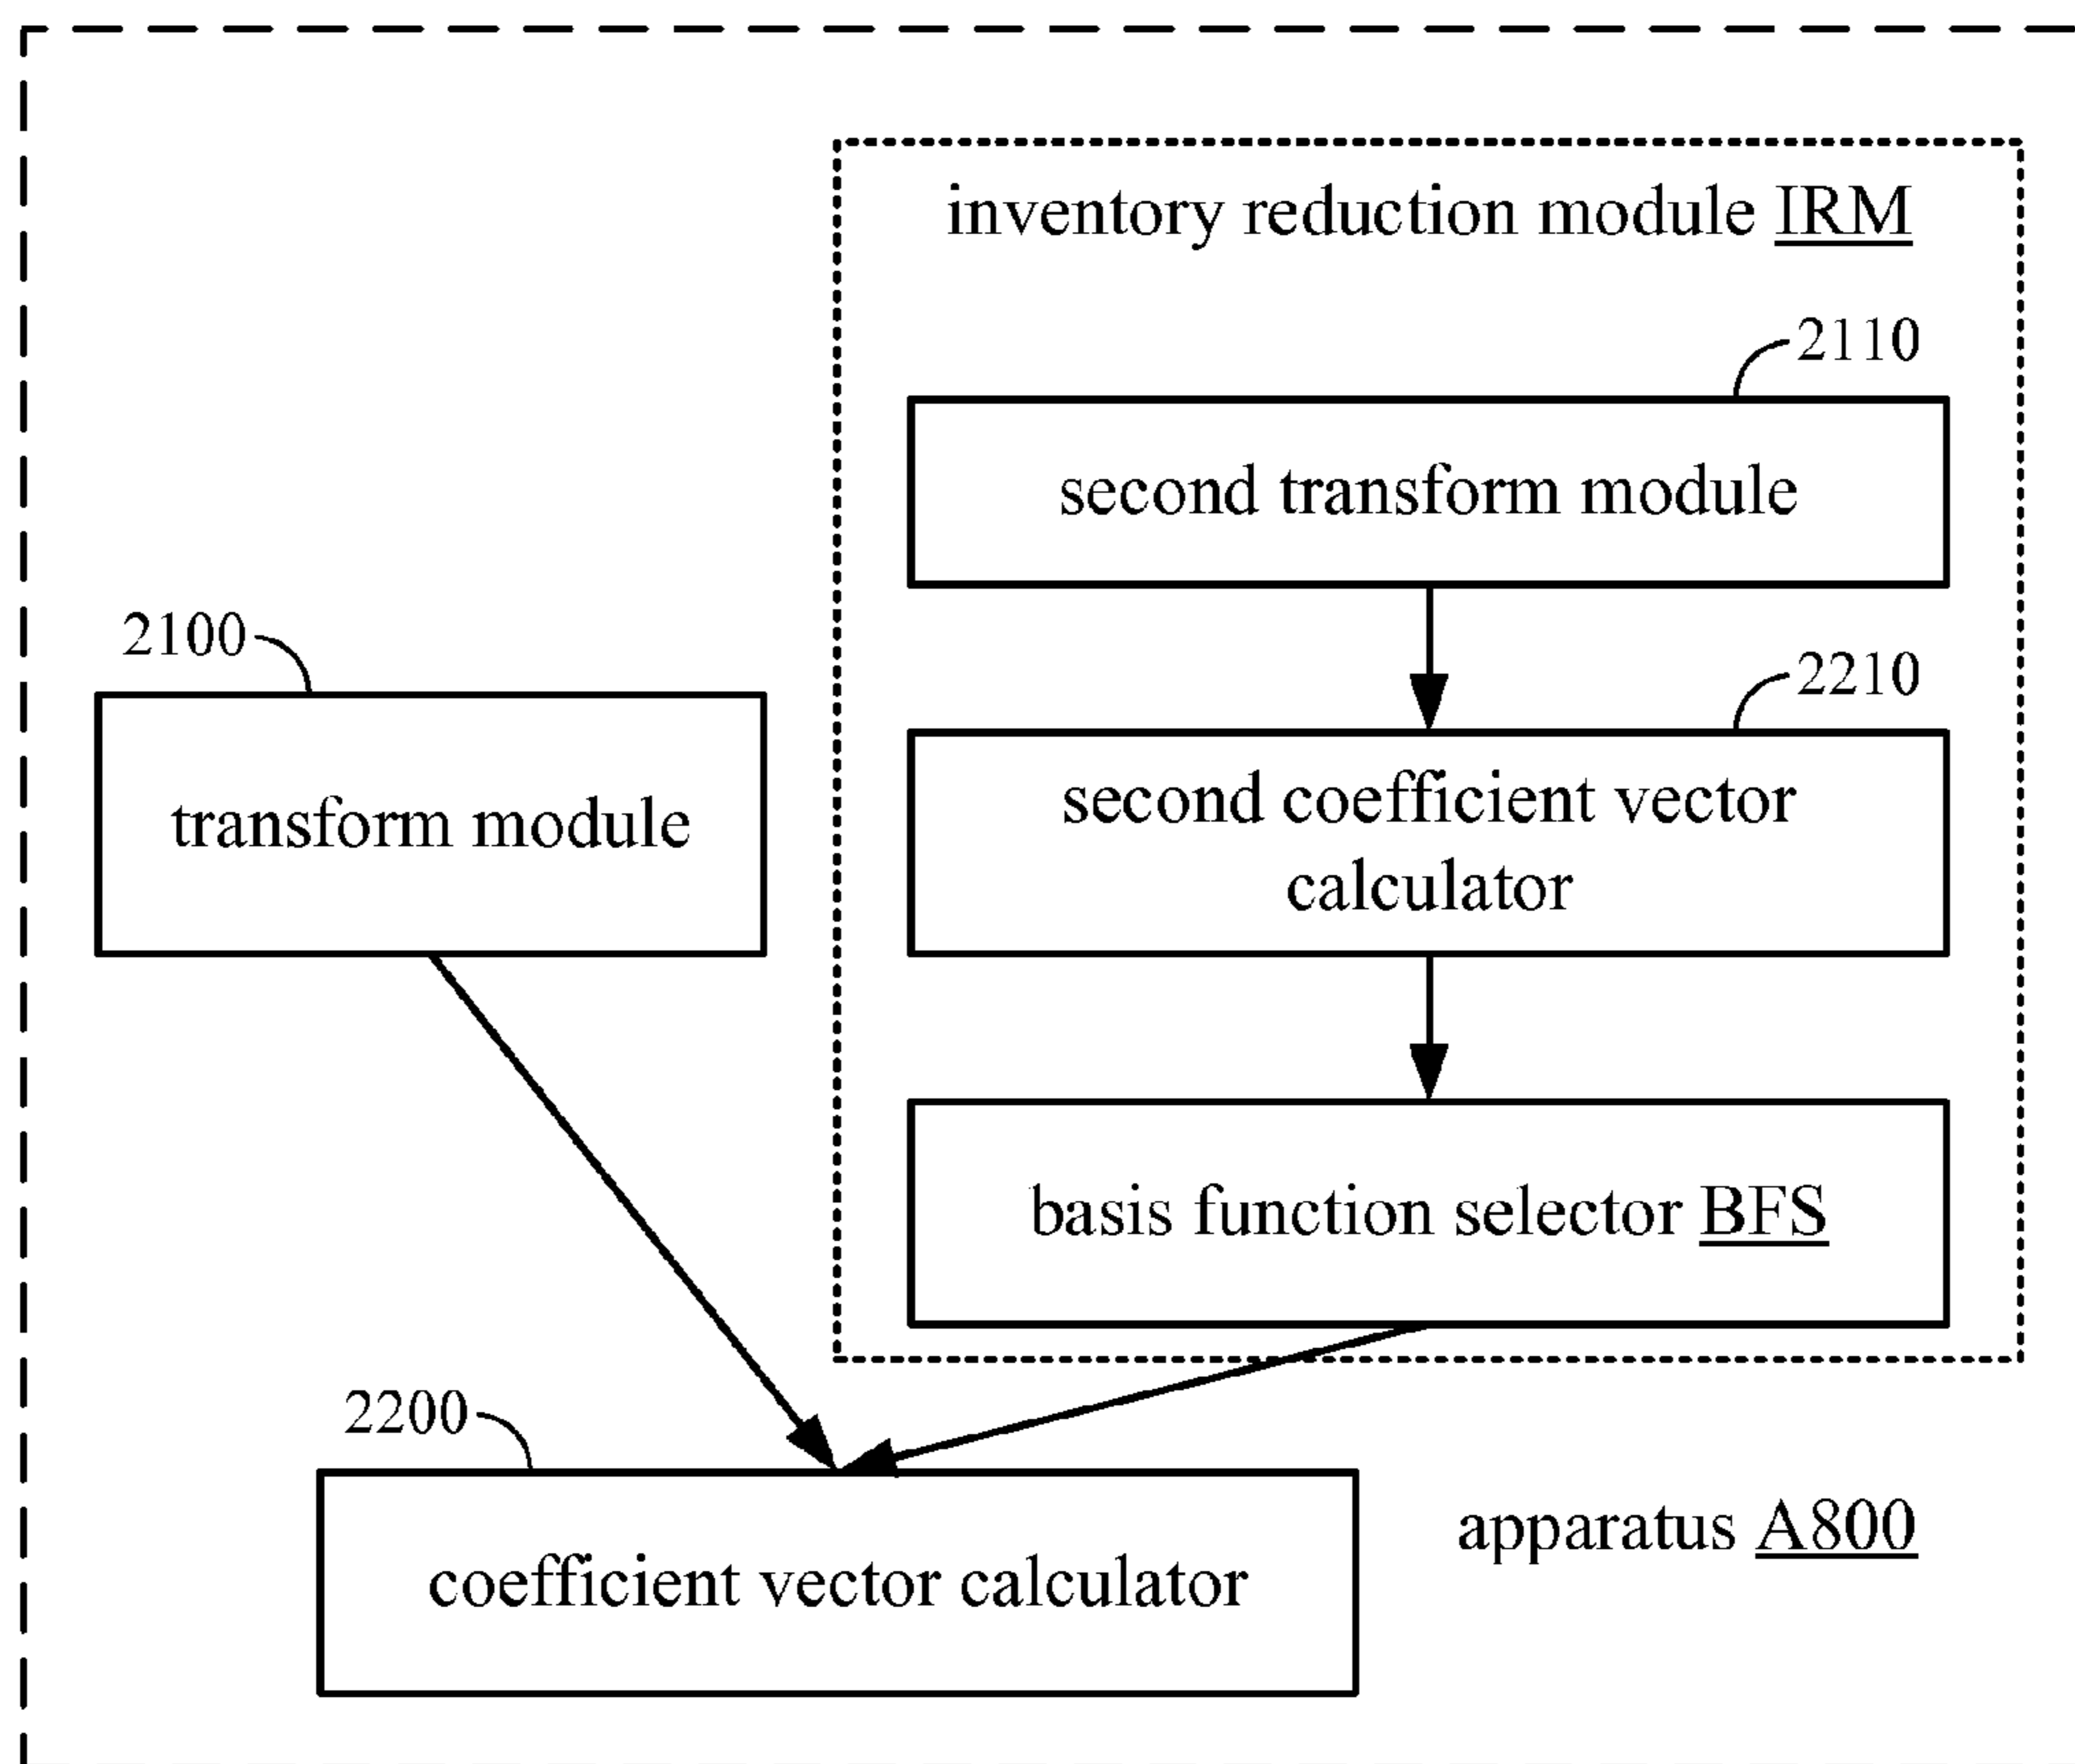 inventory reduction module IRM
2110
second transform module
2100
2210
transform module
second coefficient vector
calculator
basis function selector BFS
2200
apparatus A800
coefficient vector calculator